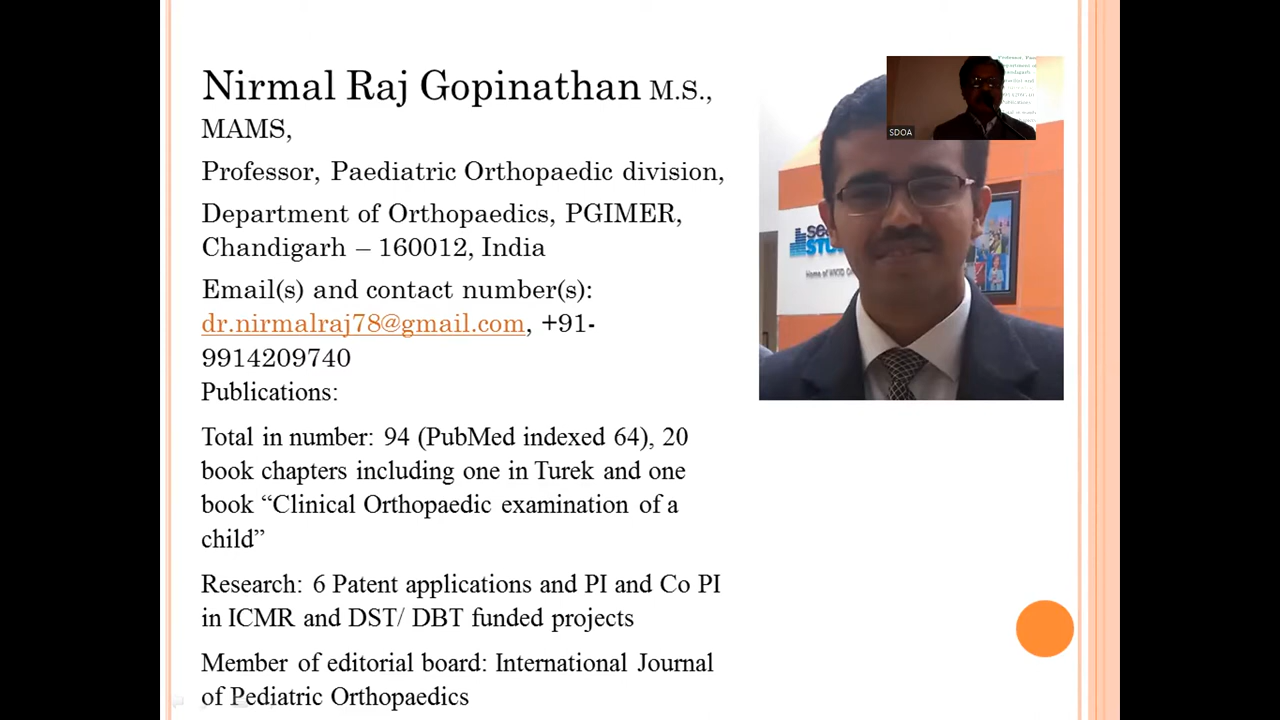 Nirmal Raj Gopinathan M.S.,
MAMS,
Professor, Paediatric Orthopaedic division,
Department of Orthopaedics, PGIMER,
Chandigarh – 160012, India
Email(s) and contact number(s):
dr.nirmalraj78@gmail.com, +91-
9914209740
Publications:
Total in number: 94 (PubMed indexed 64), 20
book chapters including one in Turek and one
book “Clinical Orthopaedic examination of a
child”
Research: 6 Patent applications and PI and Co PI
in ICMR and DST/ DBT funded projects
Member of editorial board: International Journal
of Pediatric Orthopaedics
SDOA
Home of